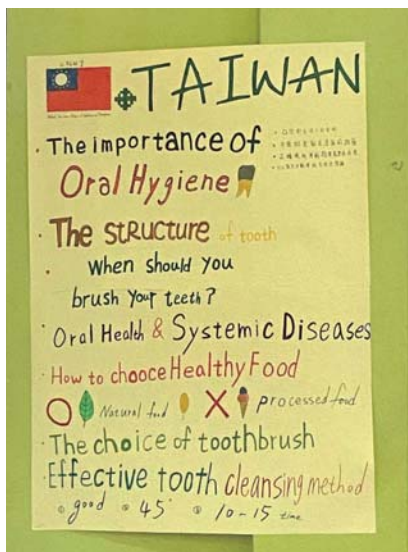 TAIWAN
The importance of
Oral Hygiene
The structure of tooth
When should you
brush your teeth?
Oral Health & Systemic Diseases
How to chooce Healthy Food
Natural food processed food
The choice of toothbrush
Effective tooth cleansing method
good 45° 10-15 time